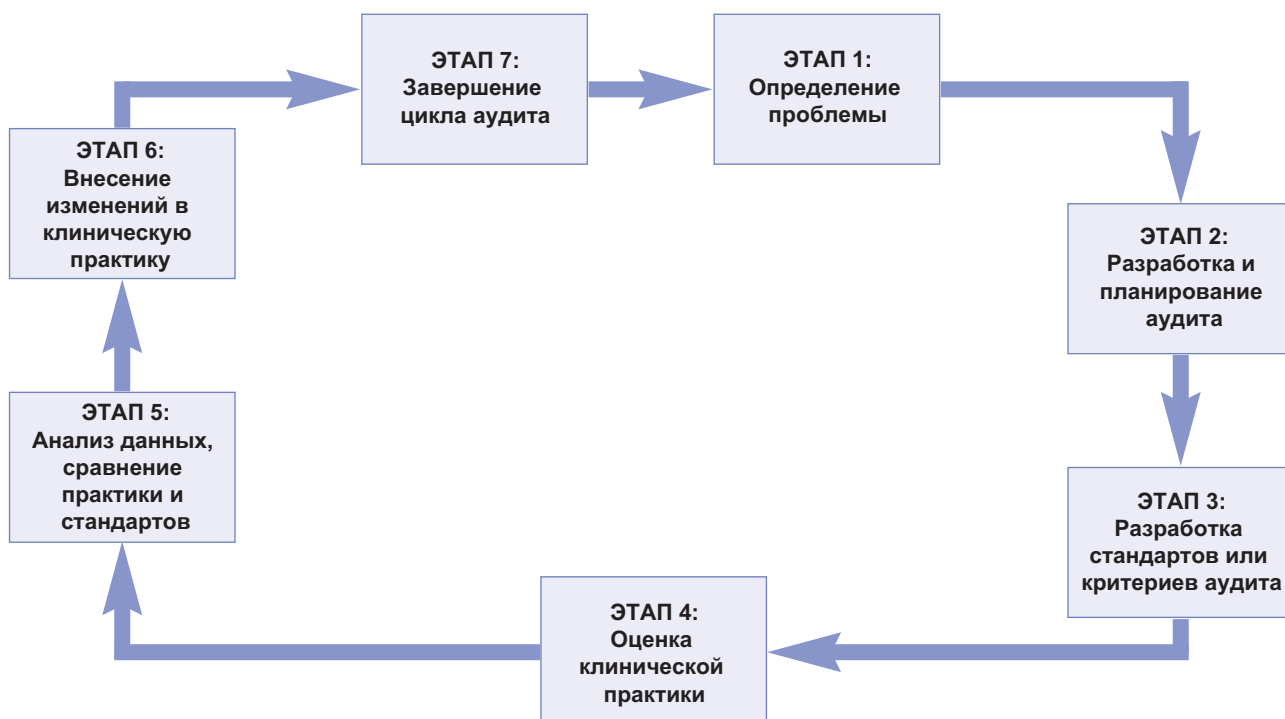 ЭТАП 7:
Завершение
цикла аудита
ЭТАП 1:
Определение
проблемы
ЭТАП 2:
Разработка и
планирование
аудита
ЭТАП 3:
Разработка
стандартов или
критериев аудита
ЭТАП 4:
Оценка
клинической
практики
ЭТАП 5:
Анализ данных,
сравнение
практики и
стандартов
ЭТАП 6:
Внесение
изменений в
клиническую
практику